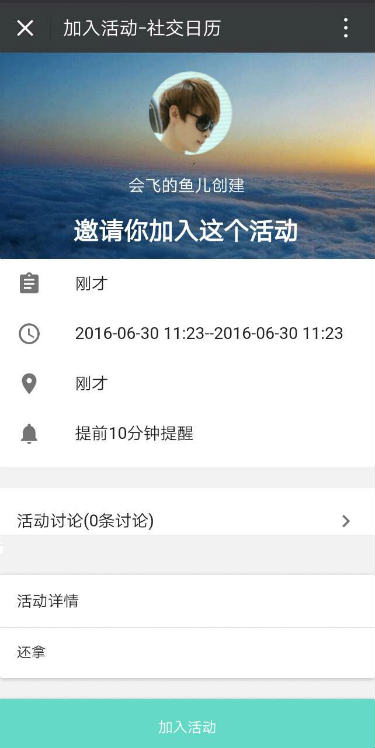 加入活动-社交日历
会飞的鱼儿创建
邀请你加入这个活动
刚才
2016-06-30 11:23--2016-06-30 11:23
刚才
提前10分钟提醒
活动讨论(0条讨论)
活动详情
还拿
加入活动